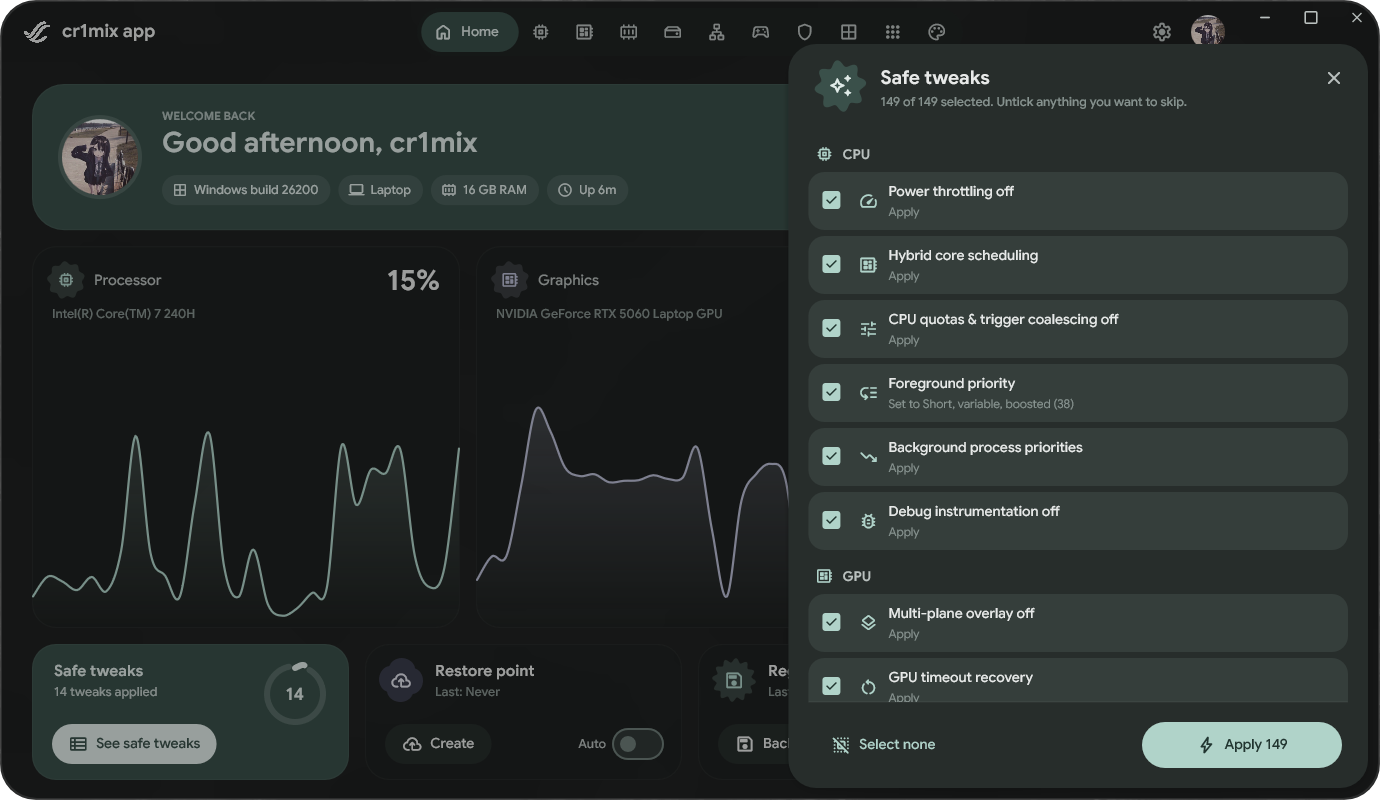 cr1mix app
Home
WELCOME BACK
Good afternoon, cr1mix
Windows build 26200
Laptop
16 GB RAM
Up 6m
Processor
15%
Intel(R) Core(TM) 7 240H
Graphics
NVIDIA GeForce RTX 5060 Laptop GPU
Safe tweaks
14 tweaks applied
14
See safe tweaks
Restore point
Last: Never
Create
Auto
Safe tweaks
149 of 149 selected. Untick anything you want to skip.
CPU
Power throttling off
Apply
Hybrid core scheduling
Apply
CPU quotas & trigger coalescing off
Apply
Foreground priority
Set to Short, variable, boosted (38)
Background process priorities
Apply
Debug instrumentation off
Apply
GPU
Multi-plane overlay off
Apply
GPU timeout recovery
Apply
Select none
Apply 149